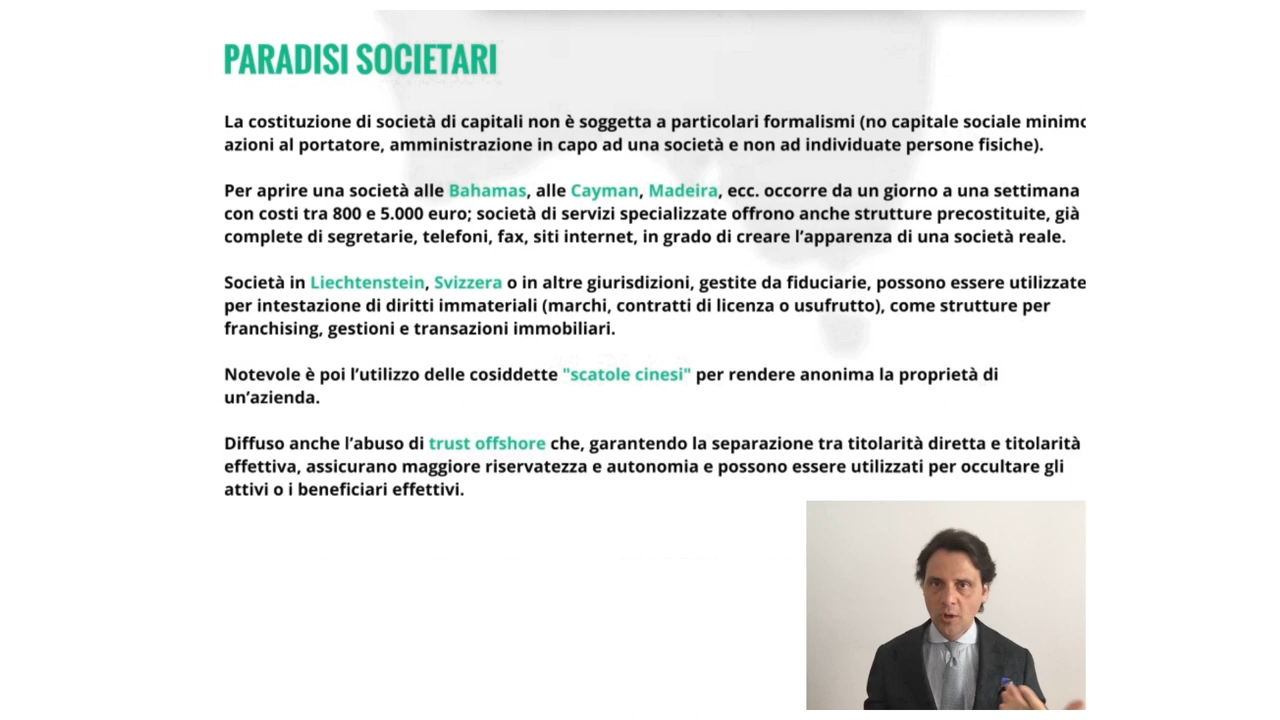 PARADISI SOCIETARI
La costituzione di società di capitali non è soggetta a particolari formalismi (no capitale sociale minimo
azioni al portatore, amministrazione in capo ad una società e non ad individuate persone fisiche).
Per aprire una società alle Bahamas, alle Cayman, Madeira, ecc. occorre da un giorno a una settimana
con costi tra 800 e 5.000 euro; società di servizi specializzate offrono anche strutture precostituite, già
complete di segretarie, telefoni, fax, siti internet, in grado di creare l’apparenza di una società reale.
Società in Liechtenstein, Svizzera o in altre giurisdizioni, gestite da fiduciarie, possono essere utilizzate
per intestazione di diritti immateriali (marchi, contratti di licenza o usufrutto), come strutture per
franchising, gestioni e transazioni immobiliari.
Notevole è poi l’utilizzo delle cosiddette "scatole cinesi" per rendere anonima la proprietà di
un’azienda.
Diffuso anche l’abuso di trust offshore che, garantendo la separazione tra titolarità diretta e titolarità
effettiva, assicurano maggiore riservatezza e autonomia e possono essere utilizzati per occultare gli
attivi o i beneficiari effettivi.